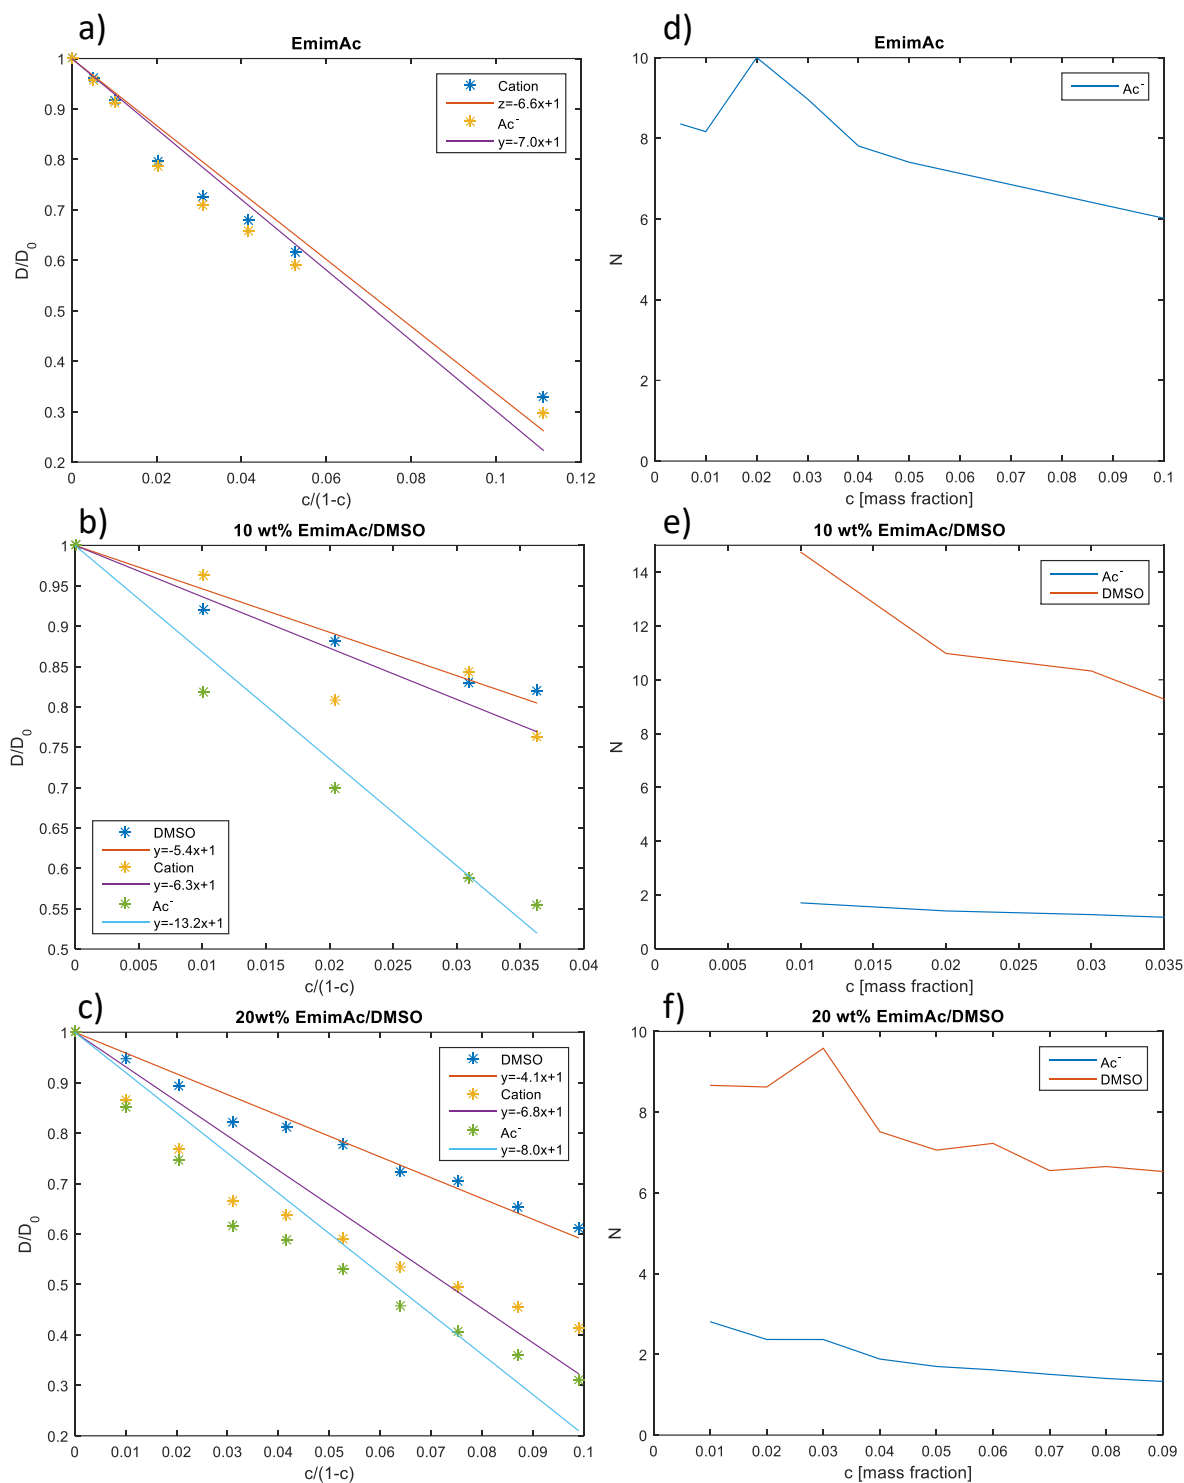 a)
EmimAc
1
0.9
0.8
0.7
0.6
0.5
0.4
0.3
0.2
D/D0
0 0.02 0.04 0.06 0.08 0.1 0.12
c/(1-c)
Cation
z=-6.6x+1
Ac-
y=-7.0x+1
d)
EmimAc
10
8
6
4
2
0
N
0 0.01 0.02 0.03 0.04 0.05 0.06 0.07 0.08 0.09 0.1
c [mass fraction]
Ac-
b)
10 wt% EmimAc/DMSO
1
0.95
0.9
0.85
0.8
0.75
0.7
0.65
0.6
0.55
0.5
D/D0
0 0.005 0.01 0.015 0.02 0.025 0.03 0.035 0.04
c/(1-c)
DMSO
y=-5.4x+1
Cation
y=-6.3x+1
Ac-
y=-13.2x+1
e)
10 wt% EmimAc/DMSO
14
12
10
8
6
4
2
0
N
0 0.005 0.01 0.015 0.02 0.025 0.03 0.035
c [mass fraction]
Ac-
DMSO
c)
20wt% EmimAc/DMSO
1
0.9
0.8
0.7
0.6
0.5
0.4
0.3
0.2
D/D0
0 0.01 0.02 0.03 0.04 0.05 0.06 0.07 0.08 0.09 0.1
c/(1-c)
DMSO
y=-4.1x+1
Cation
y=-6.8x+1
Ac-
y=-8.0x+1
f)
20 wt% EmimAc/DMSO
10
8
6
4
2
0
N
0 0.01 0.02 0.03 0.04 0.05 0.06 0.07 0.08 0.09
c [mass fraction]
Ac-
DMSO